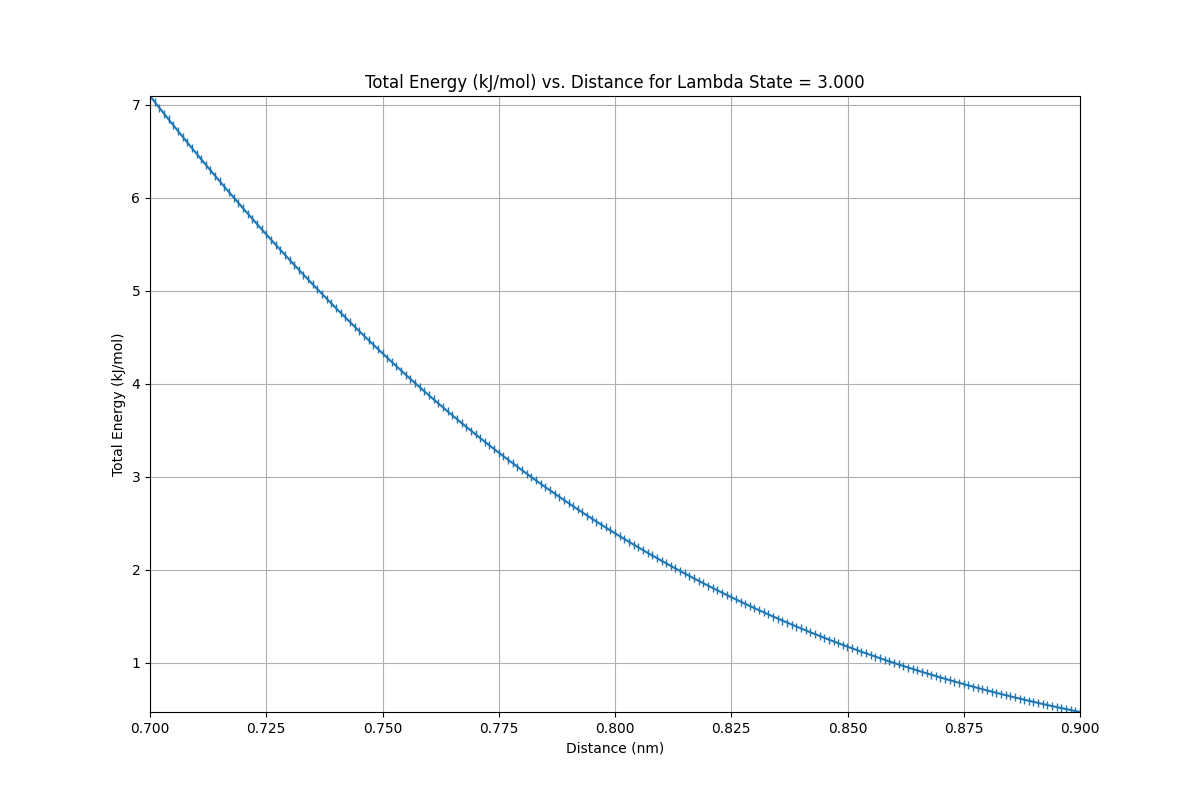 Total Energy (kJ/mol) vs. Distance for Lambda State = 3.000
7
6
5
4
3
2
1
Total Energy (kJ/mol)
0.700 0.725 0.750 0.775 0.800 0.825 0.850 0.875 0.900
Distance (nm)